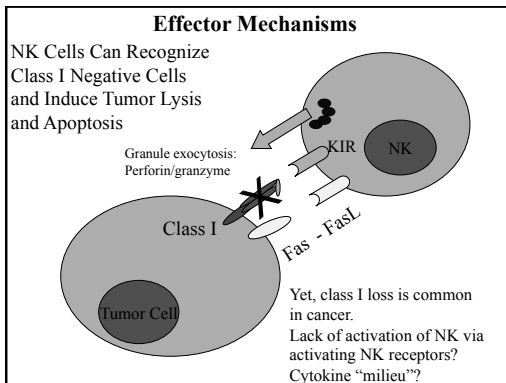 Effector Mechanisms
NK Cells Can Recognize
Class I Negative Cells
and Induce Tumor Lysis
and Apoptosis
Granule exocytosis:
Perforin/granzyme
KIR
NK
Class I
Fas - FasL
Tumor Cell
Yet, class I loss is common
in cancer.
Lack of activation of NK via
activating NK receptors?
Cytokine “milieu”?